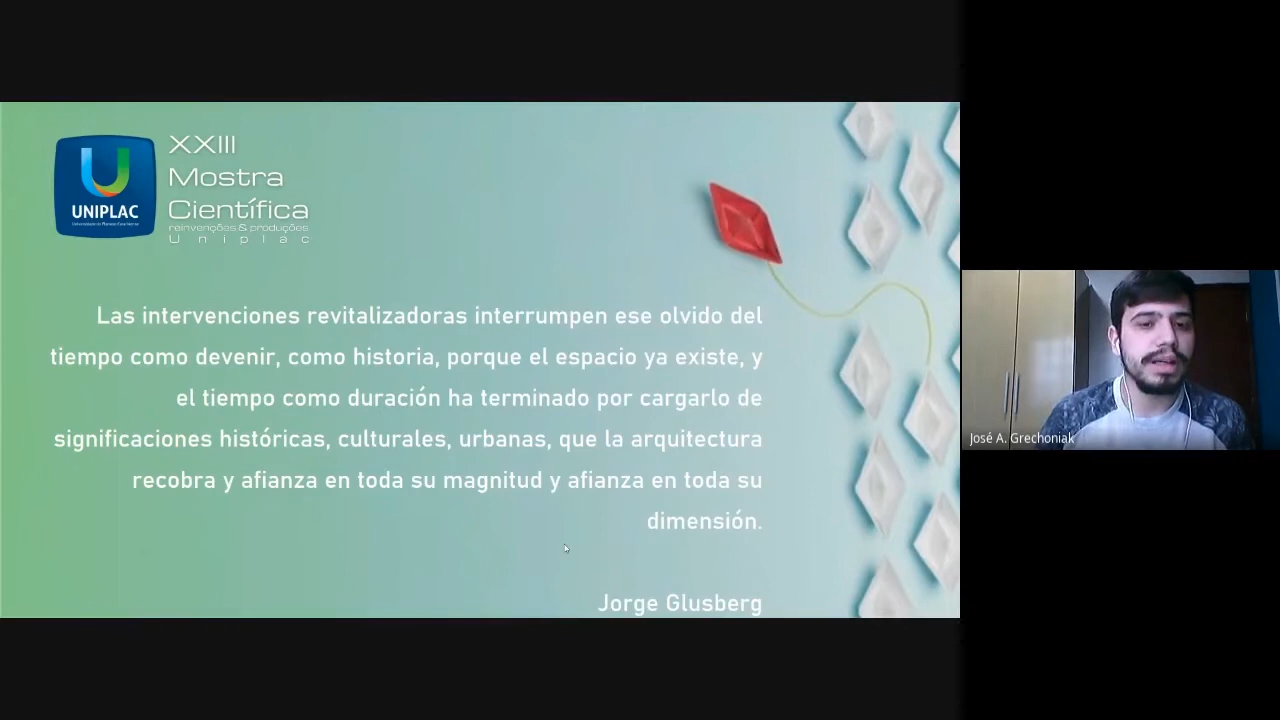 XXIII
Mostra
Científica
reinvenções & produções
Uniplac
UNIPLAC
Las intervenciones revitalizadoras interrumpen ese olvido del
tiempo como devenir, como historia, porque el espacio ya existe, y
el tiempo como duración ha terminado por cargarlo de
significaciones históricas, culturales, urbanas, que la arquitectura
recobra y afianza en toda su magnitud y afianza en toda su
dimensión.
Jorge Glusberg
José A. Grechoniak